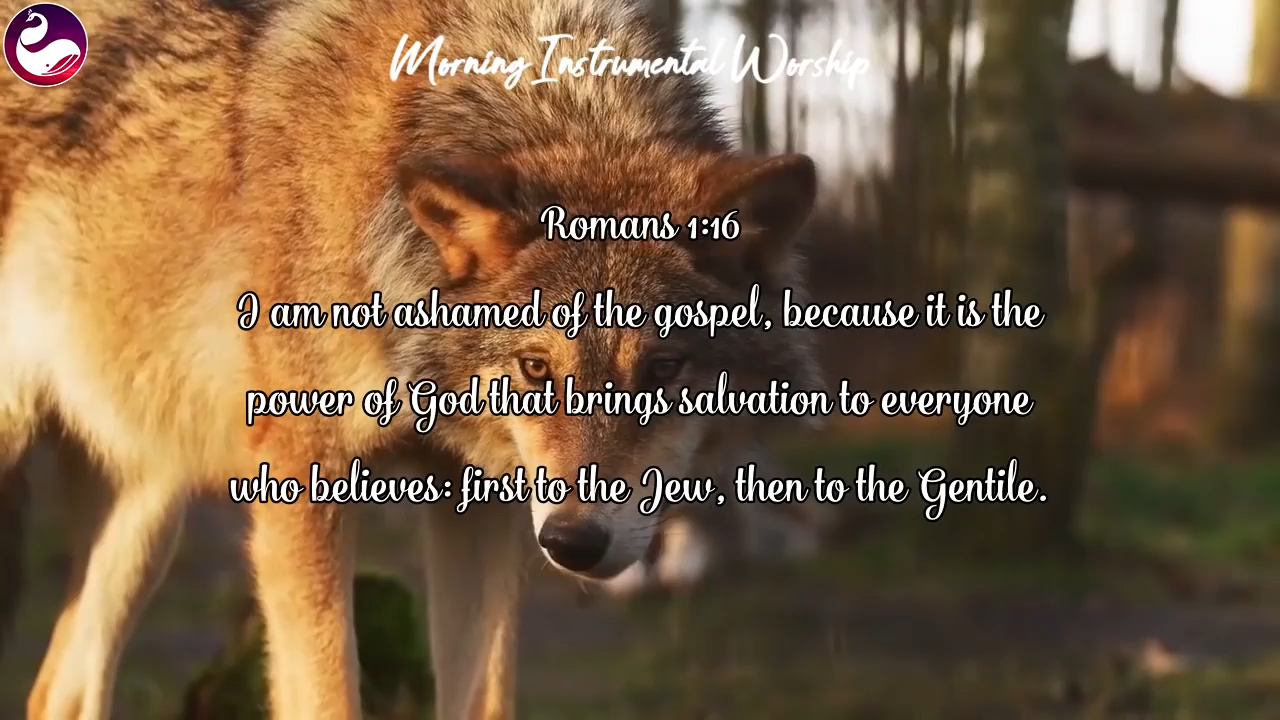 Morning Instrumental Worship
Romans 1:16
I am not ashamed of the gospel, because it is the
power of God that brings salvation to everyone
who believes: first to the Jew, then to the Gentile.